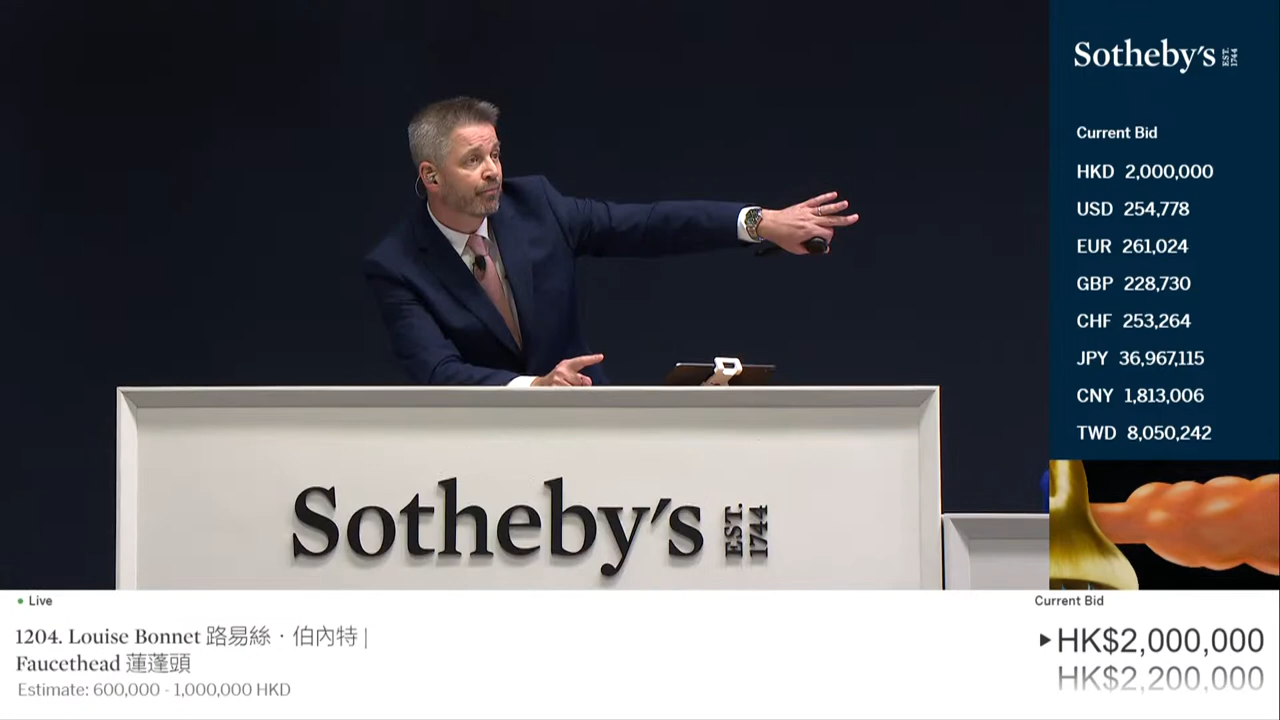 Sotheby's EST. 1744
Current Bid
HKD 2,000,000
USD 254,778
EUR 261,024
GBP 228,730
CHF 253,264
JPY 36,967,115
CNY 1,813,006
TWD 8,050,242
Sotheby's EST. 1744
Live
1204. Louise Bonnet 路易絲·伯內特 |
Faucethead 蓮蓬頭
Estimate: 600,000 - 1,000,000 HKD
Current Bid
HK$2,000,000
HK$2,200,000